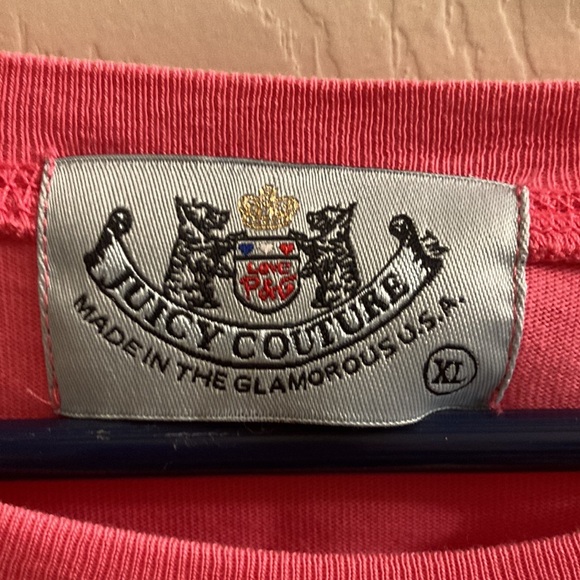 LOVE
P&G
JUICY COUTURE
MADE IN THE GLAMOROUS U.S.A.
XL